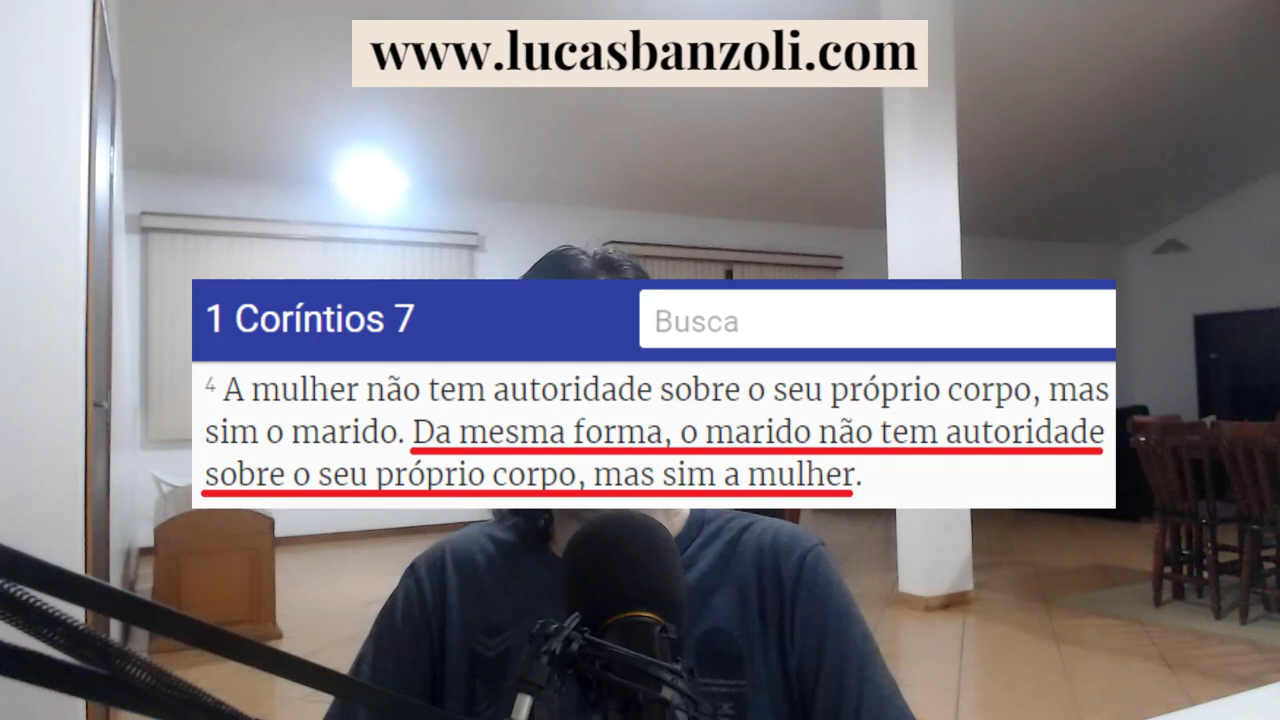 www.lucasbanzoli.com
1 Coríntios 7
Busca
4 A mulher não tem autoridade sobre o seu próprio corpo, mas
sim o marido. Da mesma forma, o marido não tem autoridade
sobre o seu próprio corpo, mas sim a mulher.